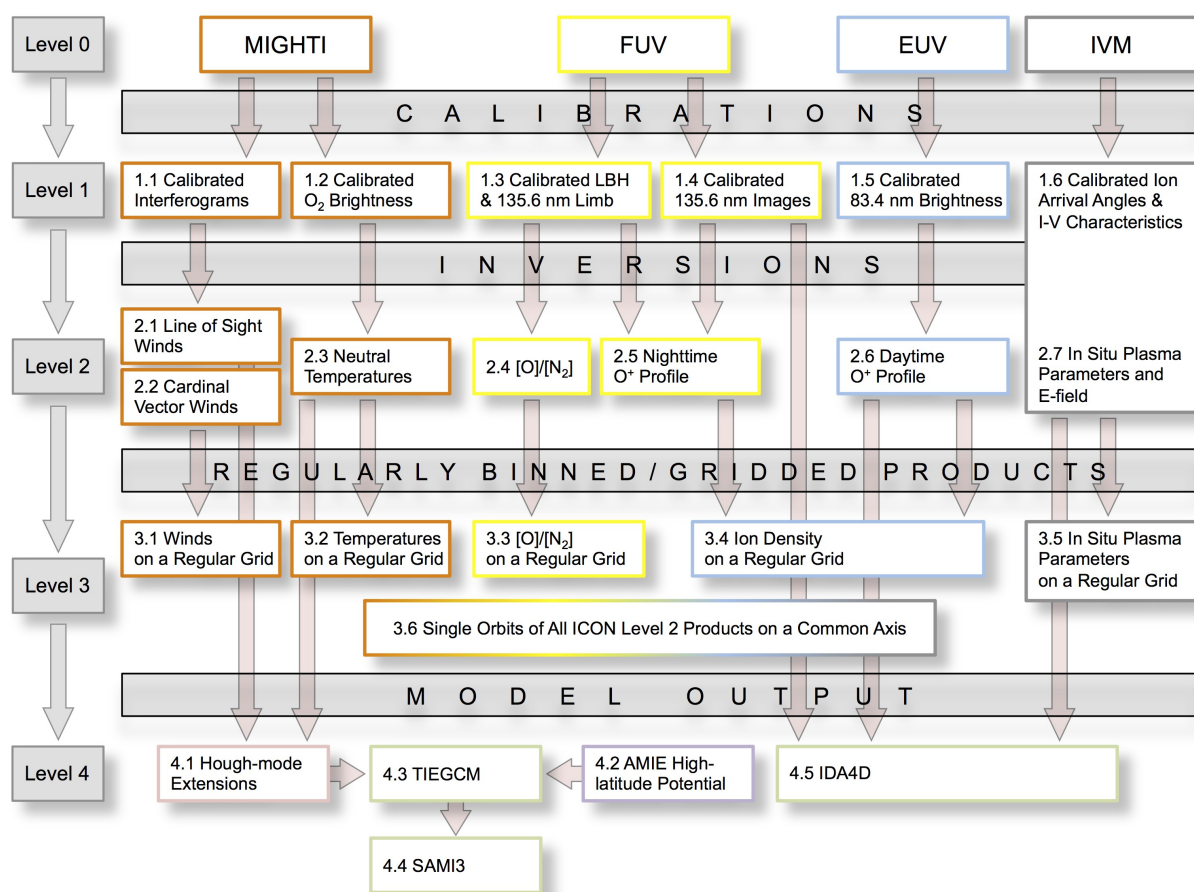 Level 0
MIGHTI
FUV
EUV
IVM
CALIBRATIONS
Level 1
1.1 Calibrated
Interferograms
1.2 Calibrated
O₂ Brightness
1.3 Calibrated LBH
& 135.6 nm Limb
1.4 Calibrated
135.6 nm Images
1.5 Calibrated
83.4 nm Brightness
1.6 Calibrated Ion
Arrival Angles &
I-V Characteristics
INVERSIONS
Level 2
2.1 Line of Sight
Winds
2.2 Cardinal
Vector Winds
2.3 Neutral
Temperatures
2.4 [O]/[N₂]
2.5 Nighttime
O⁺ Profile
2.6 Daytime
O⁺ Profile
2.7 In Situ Plasma
Parameters and
E-field
REGULARLY BINNED/GRIDDED PRODUCTS
Level 3
3.1 Winds
on a Regular Grid
3.2 Temperatures
on a Regular Grid
3.3 [O]/[N₂]
on a Regular Grid
3.4 Ion Density
on a Regular Grid
3.5 In Situ Plasma
Parameters
on a Regular Grid
3.6 Single Orbits of All ICON Level 2 Products on a Common Axis
MODEL OUTPUT
Level 4
4.1 Hough-mode
Extensions
4.3 TIEGCM
4.2 AMIE High-
latitude Potential
4.5 IDA4D
4.4 SAMI3